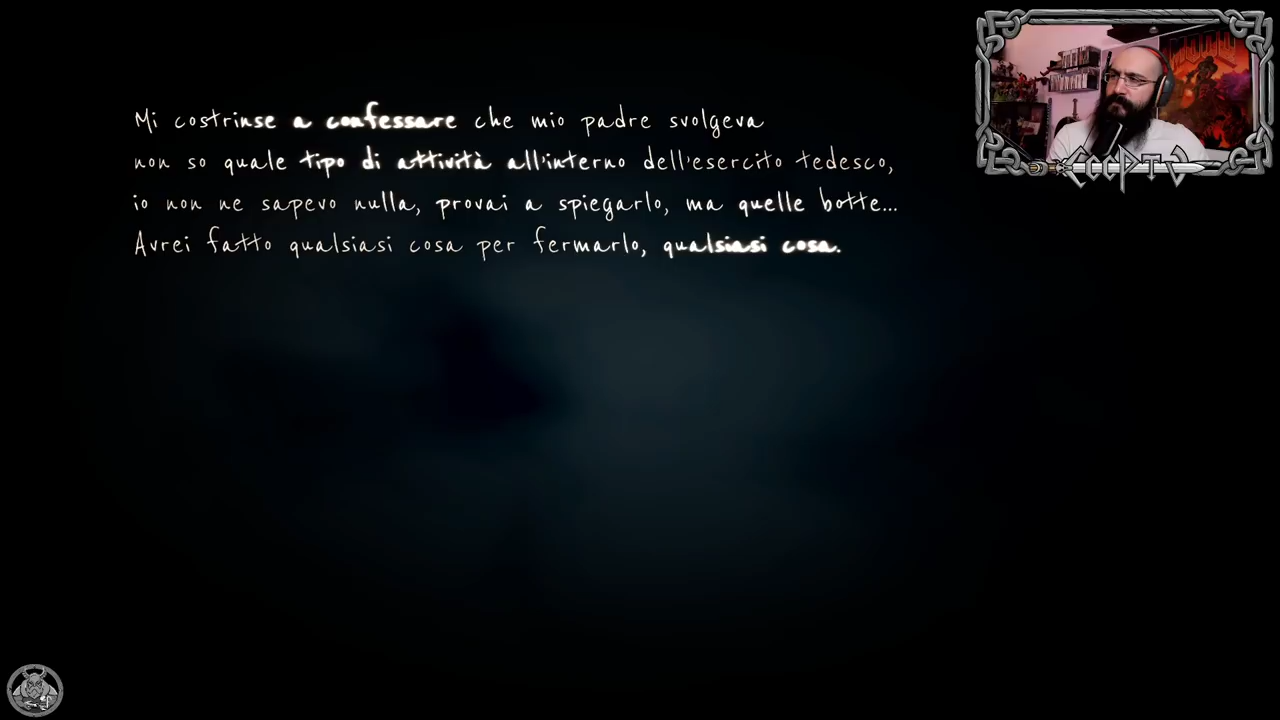 Mi costrinse a confessare che mio padre svolgeva
non so quale tipo di attività all'interno dell'esercito tedesco,
io non ne sapevo nulla, provai a spiegarlo, ma quelle botte...
Avrei fatto qualsiasi cosa per fermarlo, qualsiasi cosa.